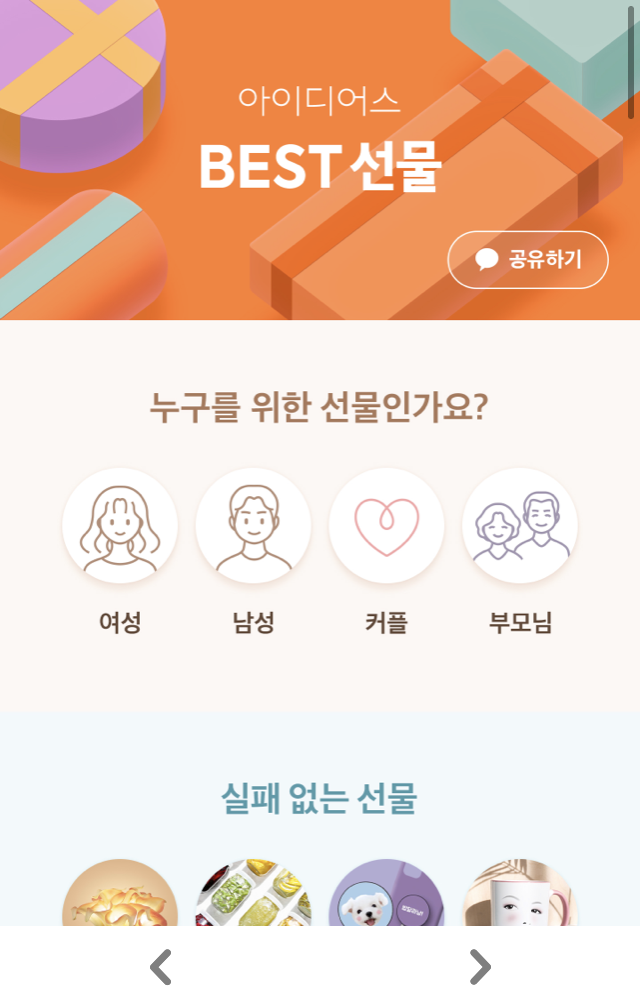 아이디어스
BEST 선물
공유하기
누구를 위한 선물인가요?
여성 남성 커플 부모님
실패 없는 선물